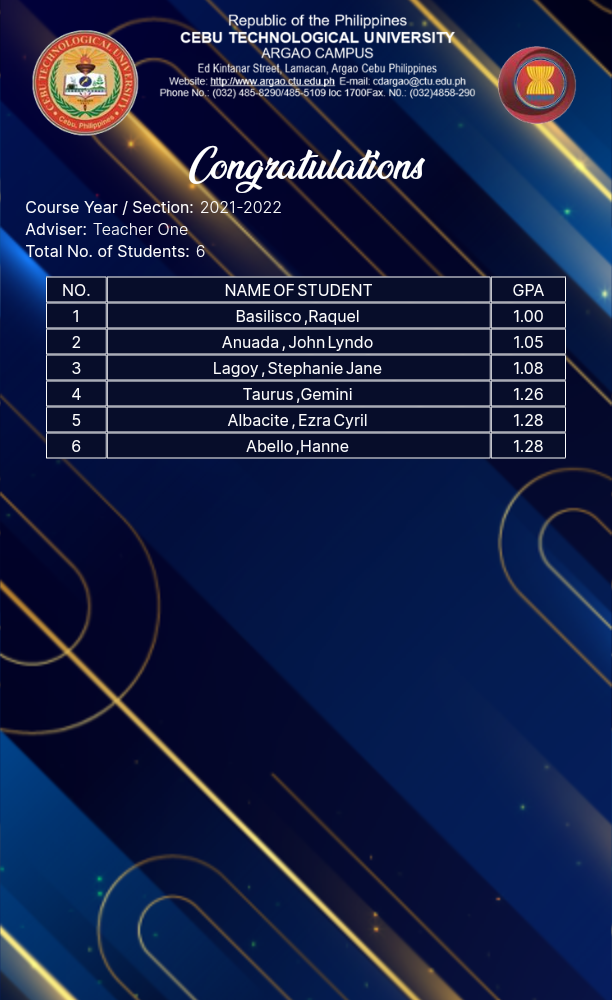 Republic of the Philippines
CEBU TECHNOLOGICAL UNIVERSITY
ARGAO CAMPUS
Ed Kintanar Street, Lamacan, Argao Cebu Philippines
Website: http://www.argao.ctu.edu.ph E-mail: cdargao@ctu.edu.ph
Phone No.: (032) 485-8290/485-5109 loc 1700Fax. N0.: (032)4858-290
CEBU TECHNOLOGICAL UNIVERSITY
Cebu, Philippines
Congratulations
Course Year / Section: 2021-2022
Adviser: Teacher One
Total No. of Students: 6
NO. NAME OF STUDENT GPA
1 Basilisco ,Raquel 1.00
2 Anuada , John Lyndo 1.05
3 Lagoy , Stephanie Jane 1.08
4 Taurus ,Gemini 1.26
5 Albacite , Ezra Cyril 1.28
6 Abello ,Hanne 1.28